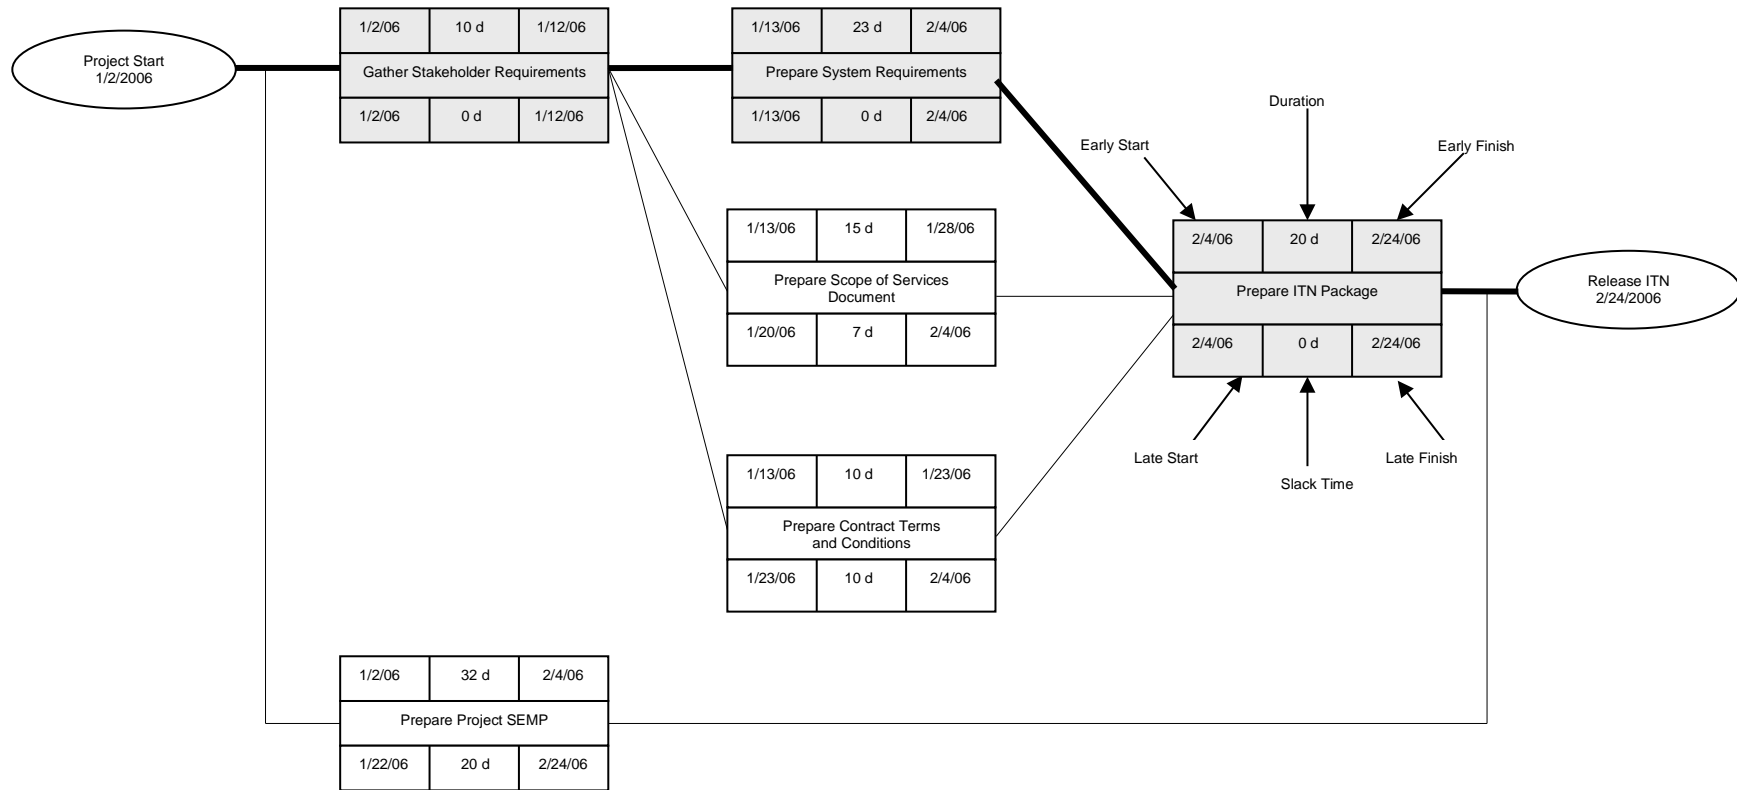 Project Start
1/2/2006
1/2/06 10 d 1/12/06
Gather Stakeholder Requirements
1/2/06 0 d 1/12/06
1/13/06 23 d 2/4/06
Prepare System Requirements
1/13/06 0 d 2/4/06
1/13/06 15 d 1/28/06
Prepare Scope of Services
Document
1/20/06 7 d 2/4/06
1/13/06 10 d 1/23/06
Prepare Contract Terms
and Conditions
1/23/06 10 d 2/4/06
1/2/06 32 d 2/4/06
Prepare Project SEMP
1/22/06 20 d 2/24/06
Duration
Early Start
Early Finish
2/4/06 20 d 2/24/06
Prepare ITN Package
2/4/06 0 d 2/24/06
Late Start
Slack Time
Late Finish
Release ITN
2/24/2006